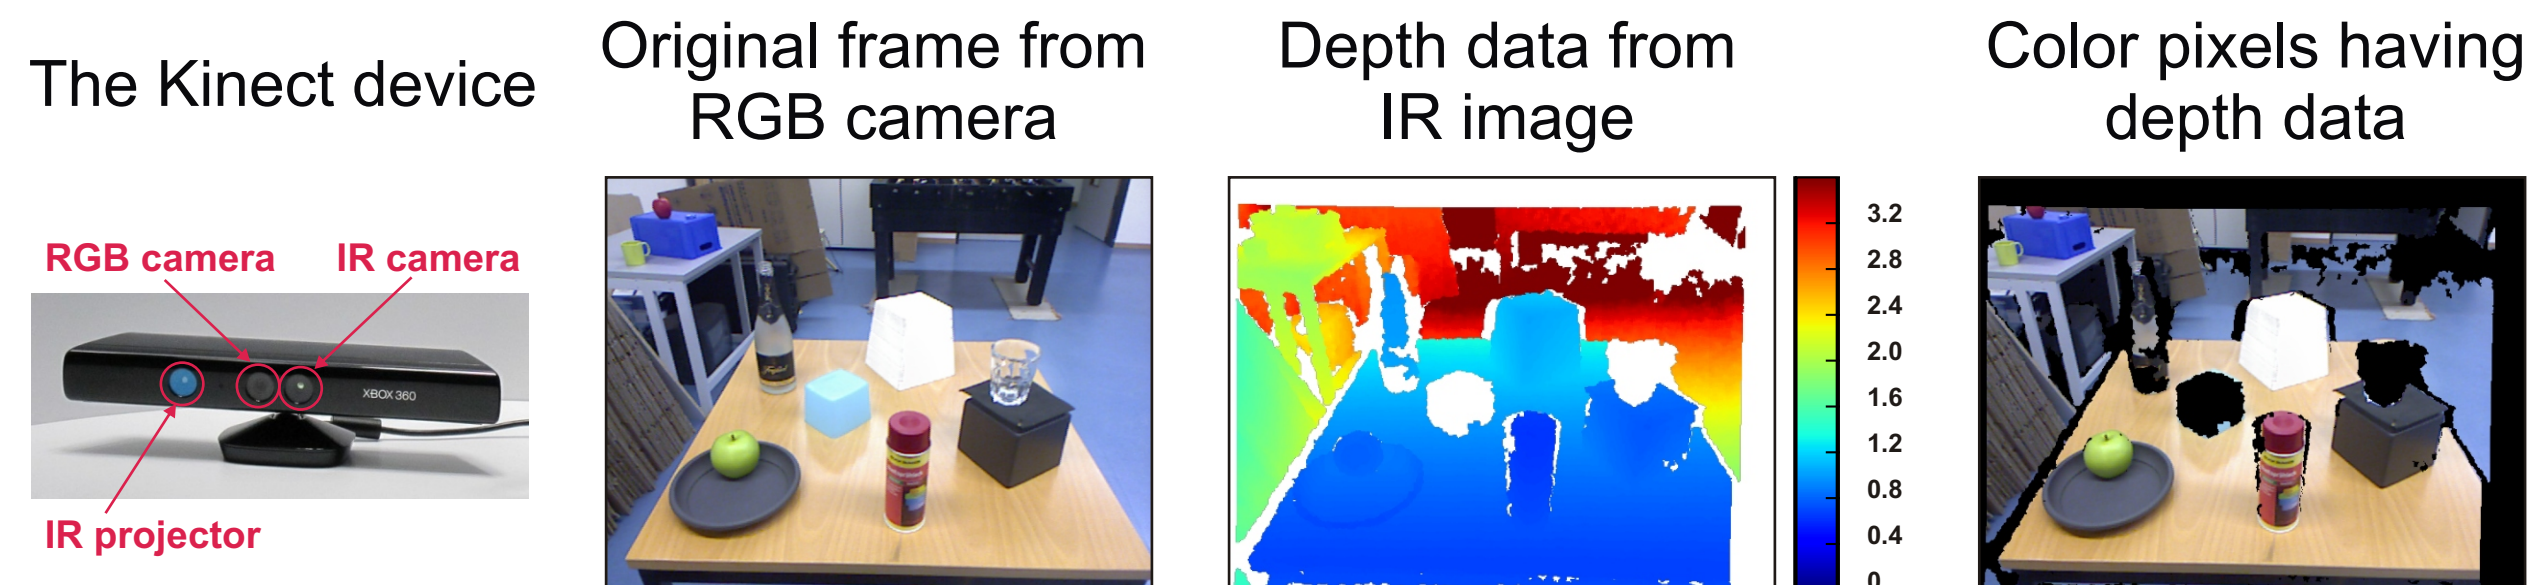 The Kinect device
Original frame from
RGB camera
Depth data from
IR image
Color pixels having
depth data
RGB camera
IR camera
XBOX 360
IR projector
3.2
2.8
2.4
2.0
1.6
1.2
0.8
0.4
0